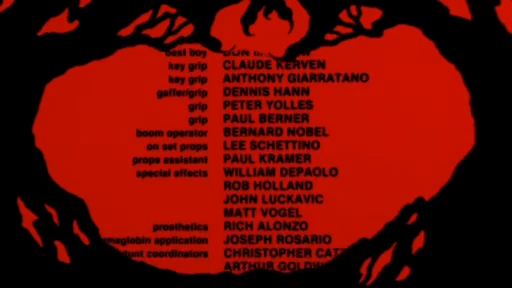 best boy
key grip CLAUDE KERVEN
key grip ANTHONY GIARRATANO
gaffer/grip DENNIS HANN
grip PETER YOLLES
grip PAUL BERNER
boom operator BERNARD NOBEL
on set props LEE SCHETTINO
props assistant PAUL KRAMER
special effects WILLIAM DEPAOLO
ROB HOLLAND
JOHN LUCKAVIC
MATT VOGEL
prosthetics RICH ALONZO
application JOSEPH ROSARIO
coordinators CHRISTOPHER
ARTHUR